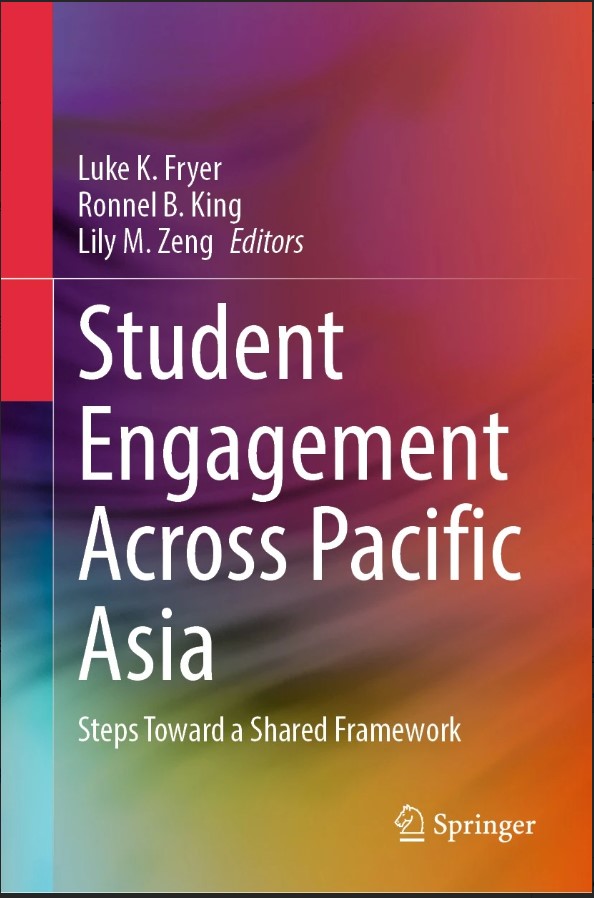 Luke K. Fryer
Ronnel B. King
Lily M. Zeng Editors
Student
Engagement
Across Pacific
Asia
Steps Toward a Shared Framework
Springer